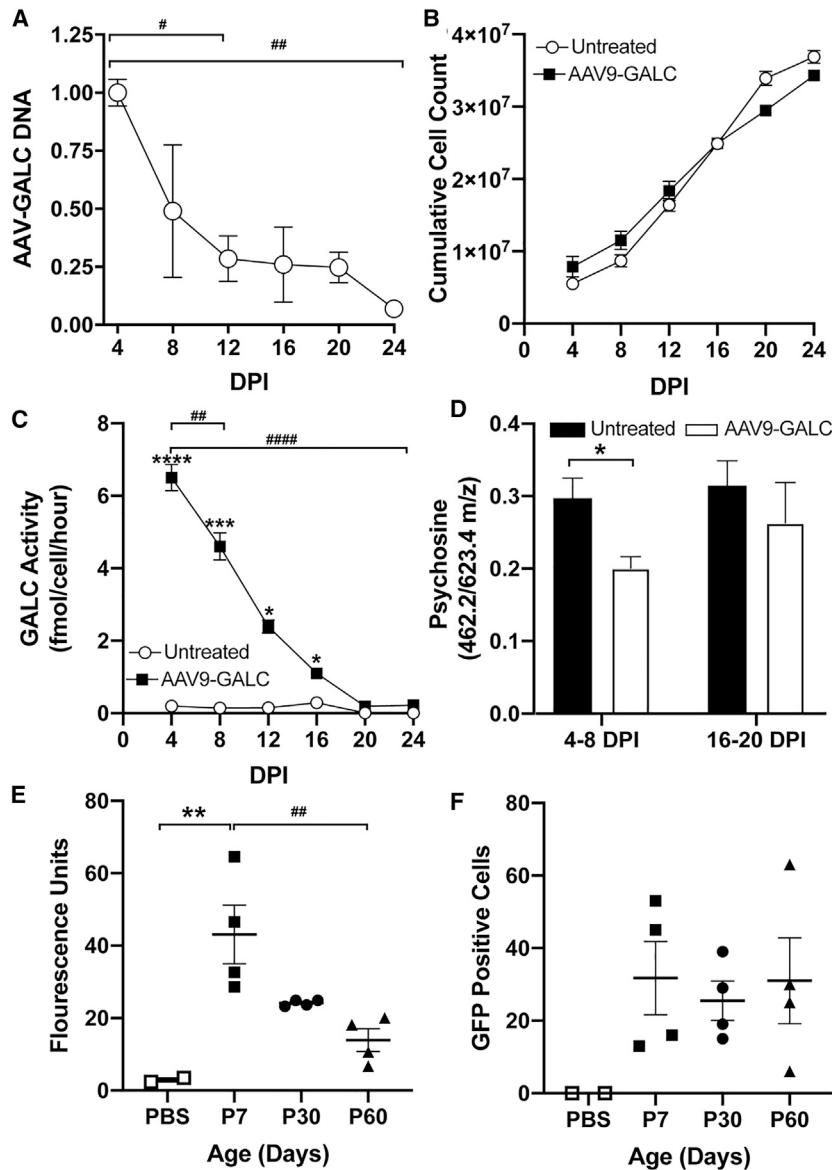 A
#
##
1.25
1.00
0.75
0.50
0.25
0.00
AAV-GALC DNA
4 8 12 16 20 24
DPI
B
Untreated
AAV9-GALC
4×10⁷
3×10⁷
2×10⁷
1×10⁷
0
Cumulative Cell Count
0 4 8 12 16 20 24
DPI
C
##
####
**** *** * *
8
6
4
2
0
GALC Activity
(fmol/cell/hour)
Untreated
AAV9-GALC
0 4 8 12 16 20 24
DPI
D
Untreated AAV9-GALC
*
0.4
0.3
0.2
0.1
0.0
Psychosine
(462.2/623.4 m/z)
4-8 DPI 16-20 DPI
E
** ##
80
60
40
20
0
Flourescence Units
PBS P7 P30 P60
Age (Days)
F
80
60
40
20
0
GFP Positive Cells
PBS P7 P30 P60
Age (Days)